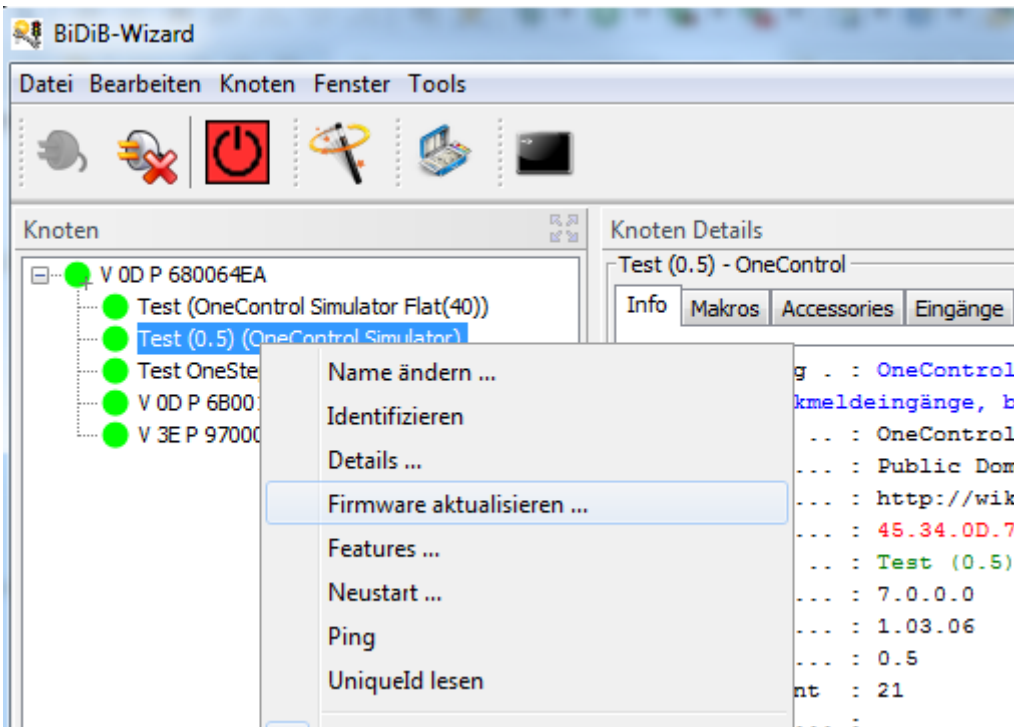 BiDiB-Wizard
Datei Bearbeiten Knoten Fenster Tools
Knoten
V 0D P 680064EA
Test (OneControl Simulator Flat(40))
Test (0.5) (OneControl Simulator)
Test OneSte
V 0D P 6B001
V 3E P 97000
Name ändern ...
Identifizieren
Details ...
Firmware aktualisieren ...
Features ...
Neustart ...
Ping
UniqueId lesen
Knoten Details
Test (0.5) - OneControl
Info Makros Accessories Eingänge
g . : OneControl
kmeldeingänge, b
.. : OneControl
... : Public Dom
... : http://wik
... : 45.34.0D.7
.. : Test (0.5)
... : 7.0.0.0
... : 1.03.06
... : 0.5
nt : 21